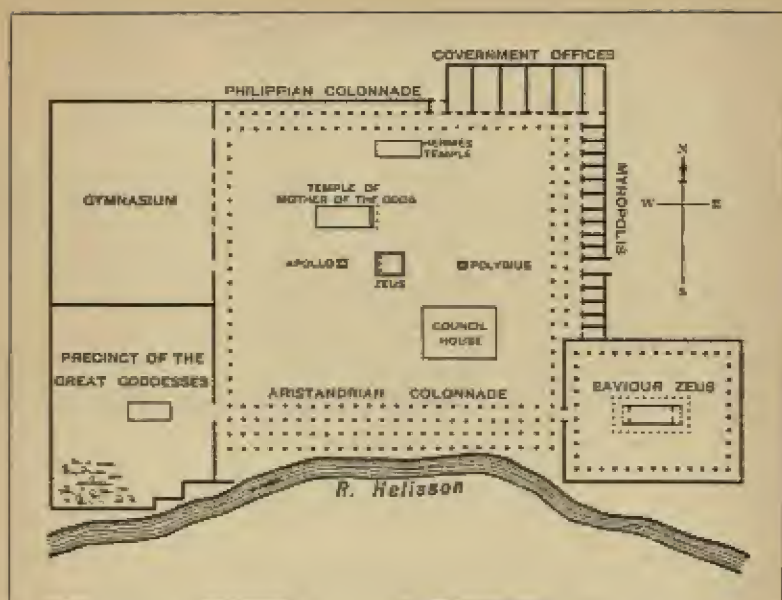 GOVERNMENT OFFICES
PHILIPPIAN COLONNADE
HERMES
TEMPLE
TEMPLE OF
MOTHER OF THE GODS
GYMNASIUM
MYROPOLIS
N
W
E
S
APOLLO
ZEUS
POLYBIUS
COUNCIL
HOUSE
PRECINCT OF THE
GREAT GODDESSES
ARISTANDRIAN COLONNADE
SAVIOUR ZEUS
R. Helisson